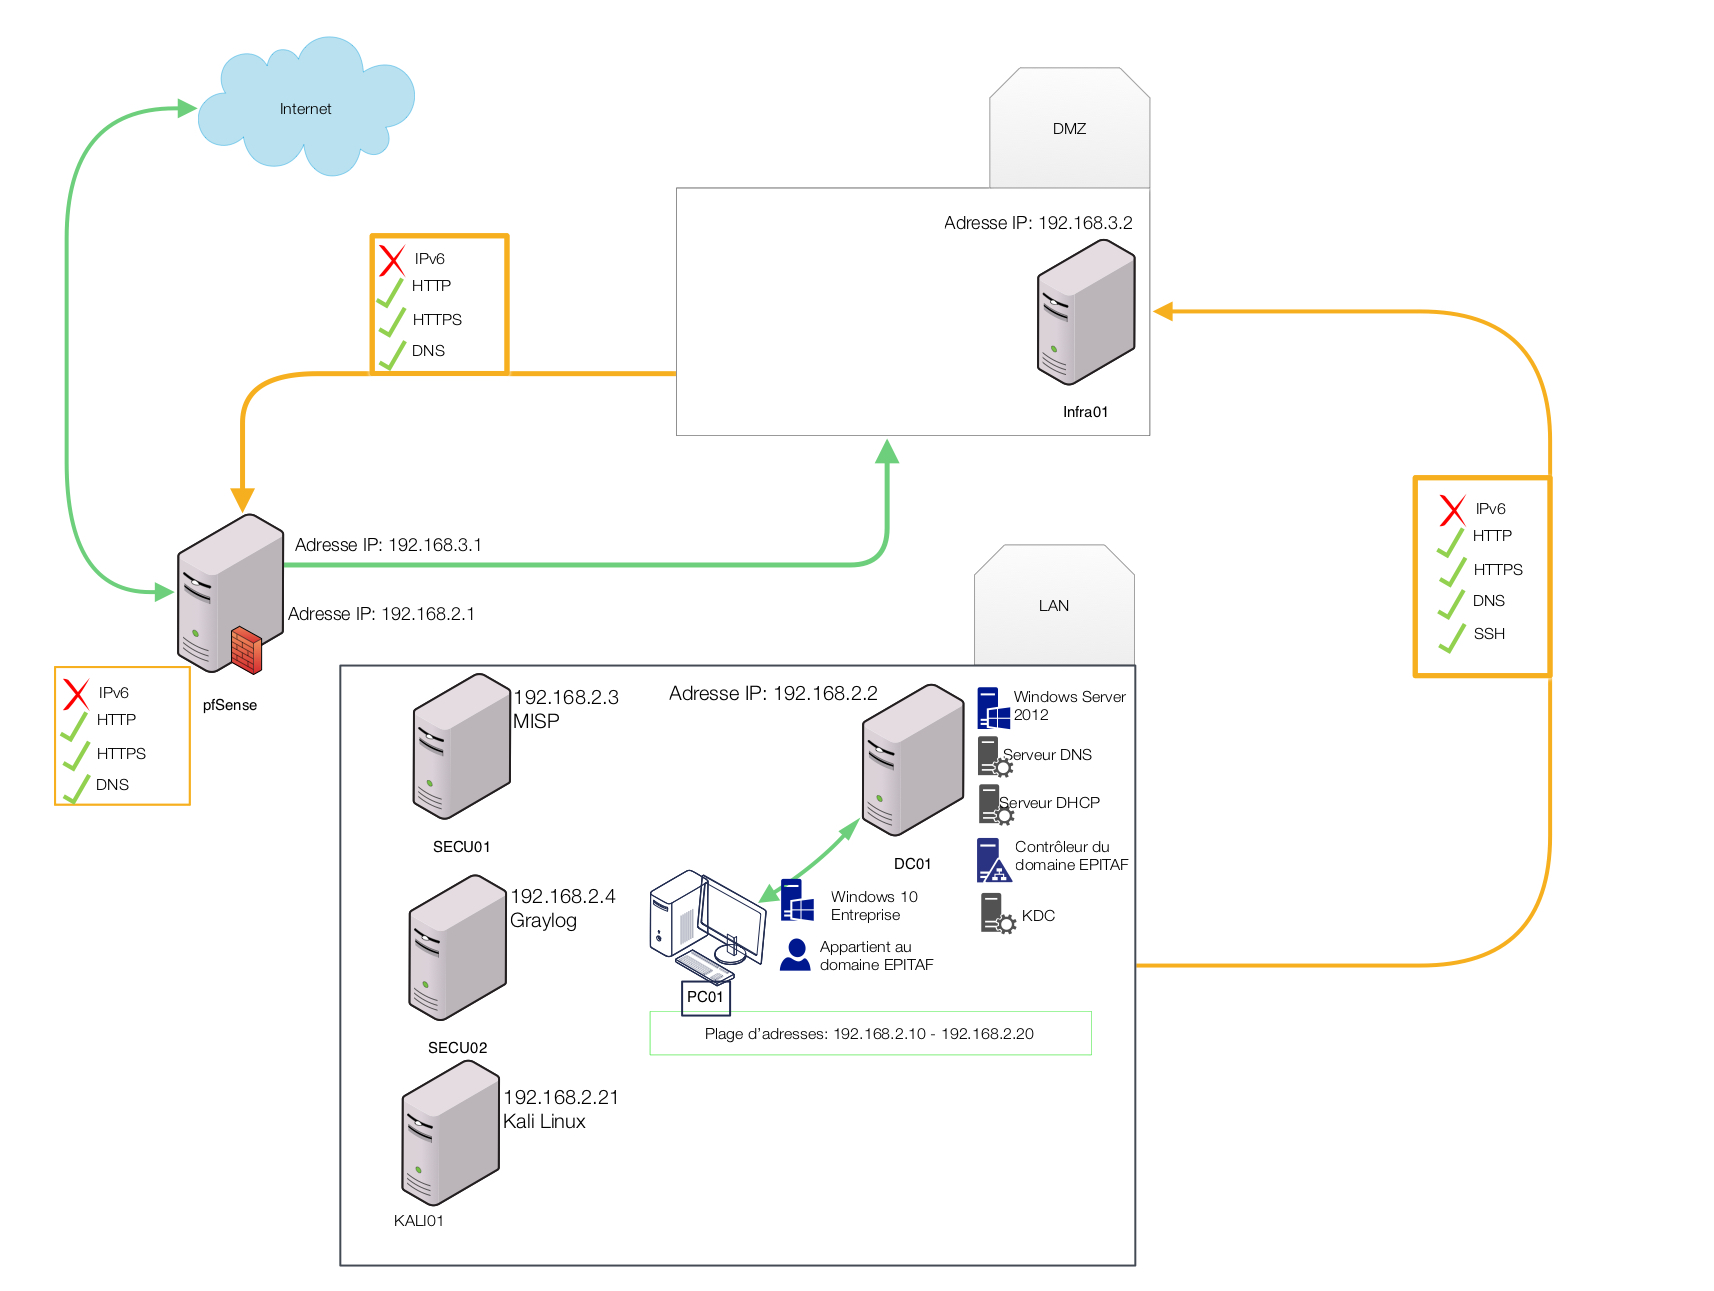 Internet
DMZ
Adresse IP: 192.168.3.2
Infra01
IPv6
HTTP
HTTPS
DNS
Adresse IP: 192.168.3.1
Adresse IP: 192.168.2.1
pfSense
IPv6
HTTP
HTTPS
DNS
IPv6
HTTP
HTTPS
DNS
SSH
LAN
192.168.2.3
MISP
SECU01
192.168.2.4
Graylog
SECU02
192.168.2.21
Kali Linux
KALI01
Adresse IP: 192.168.2.2
DC01
Windows Server
2012
Serveur DNS
Serveur DHCP
Contrôleur du
domaine EPITAF
KDC
Windows 10
Entreprise
Appartient au
domaine EPITAF
PC01
Plage d'adresses: 192.168.2.10 - 192.168.2.20